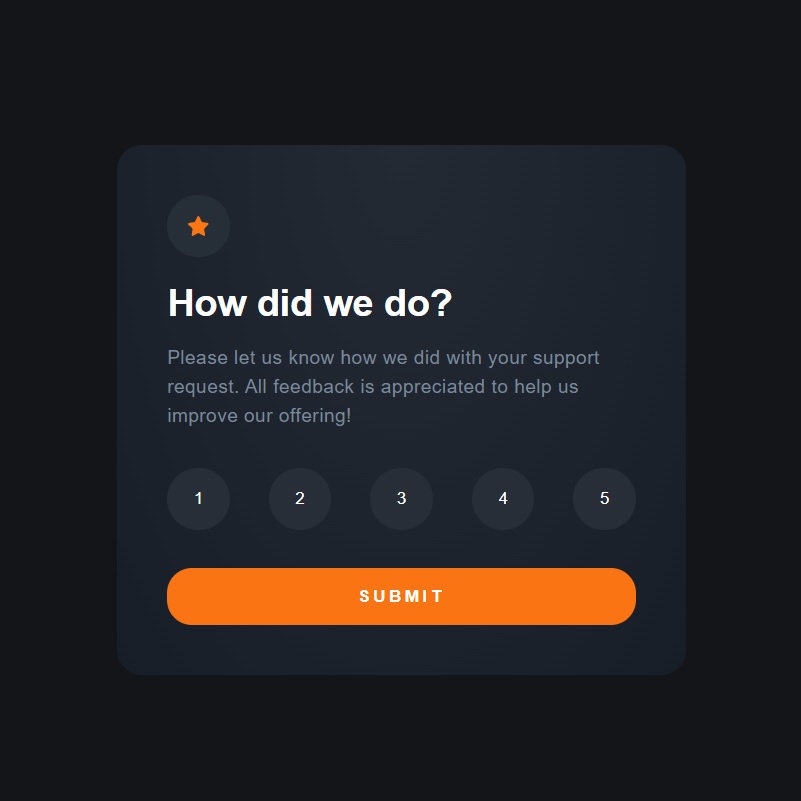 How did we do?
Please let us know how we did with your support
request. All feedback is appreciated to help us
improve our offering!
1 2 3 4 5
SUBMIT